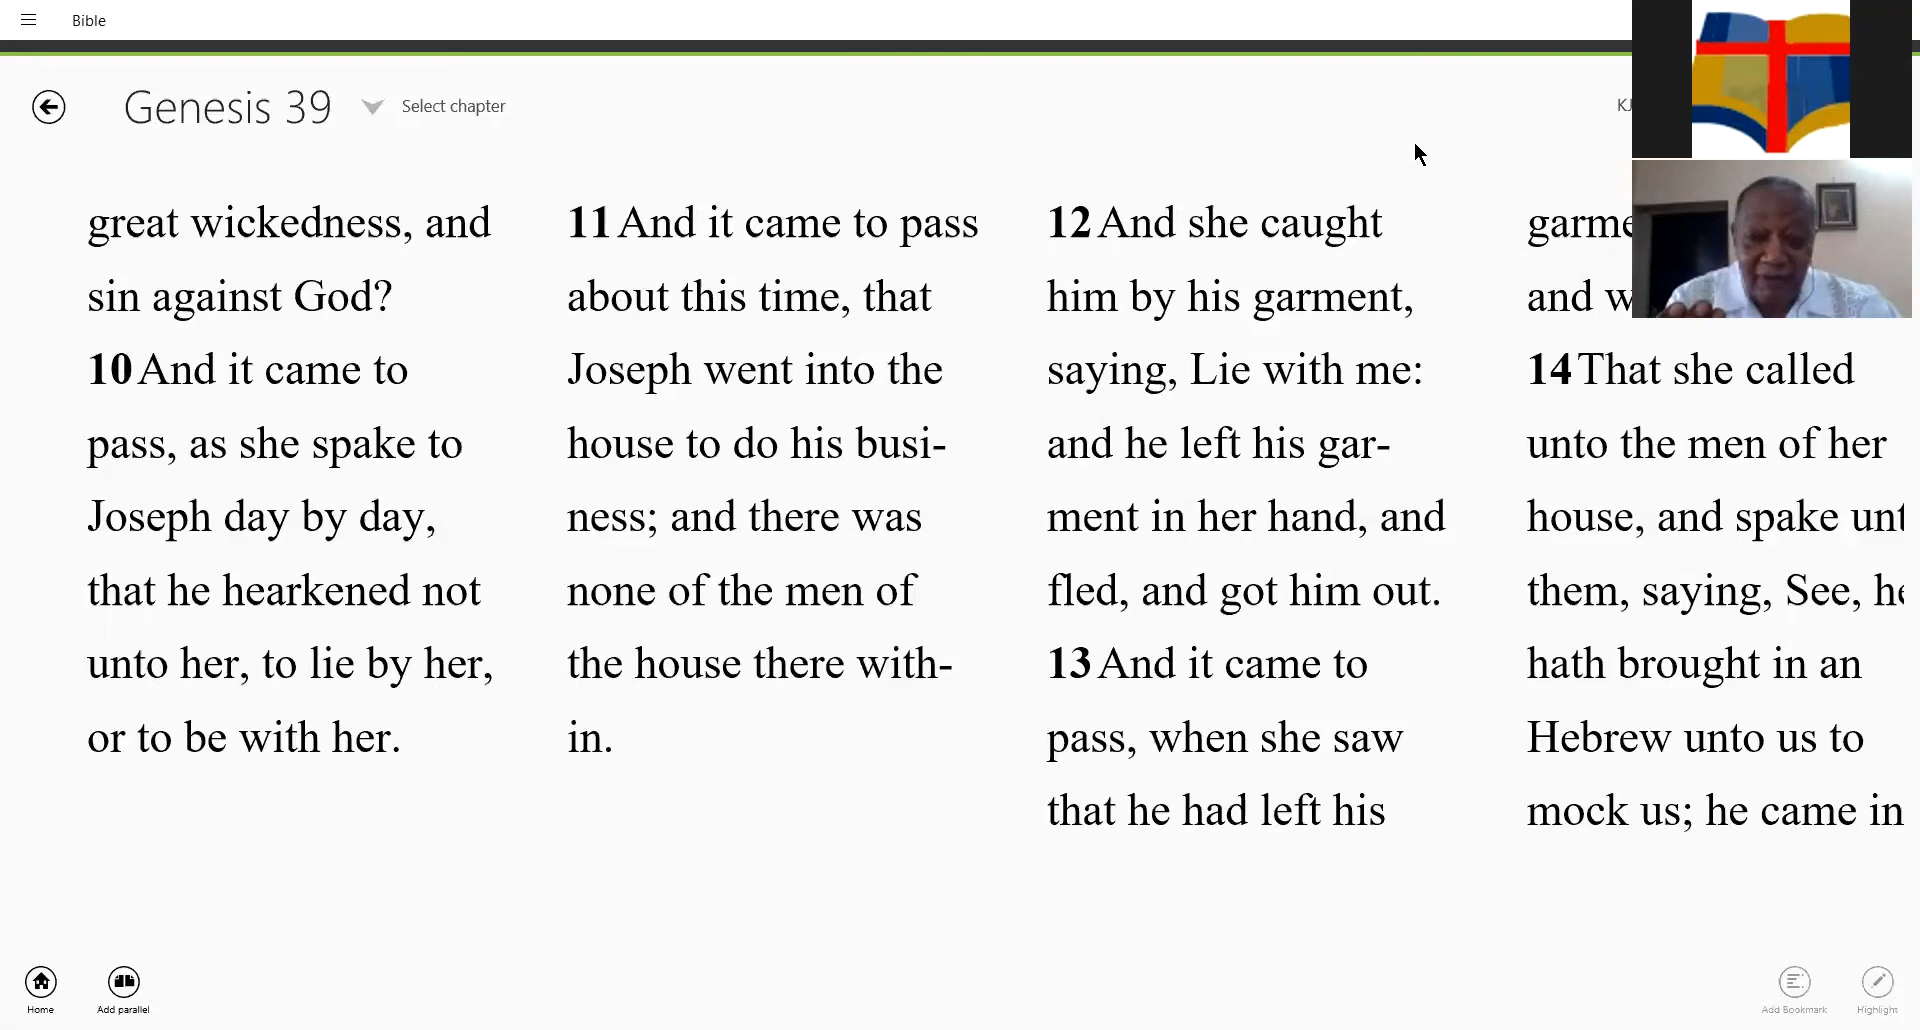 Bible
Genesis 39
Select chapter
great wickedness, and
sin against God?
10 And it came to
pass, as she spake to
Joseph day by day,
that he hearkened not
unto her, to lie by her,
or to be with her.
11 And it came to pass
about this time, that
Joseph went into the
house to do his busi-
ness; and there was
none of the men of
the house there with-
in.
12 And she caught
him by his garment,
saying, Lie with me:
and he left his gar-
ment in her hand, and
fled, and got him out.
13 And it came to
pass, when she saw
that he had left his
and
14 That she called
unto the men of her
house, and spake
them, saying, See,
hath brought in an
Hebrew unto us to
mock us; he came in
Home
Add parallel
Add Bookmark
Highlight